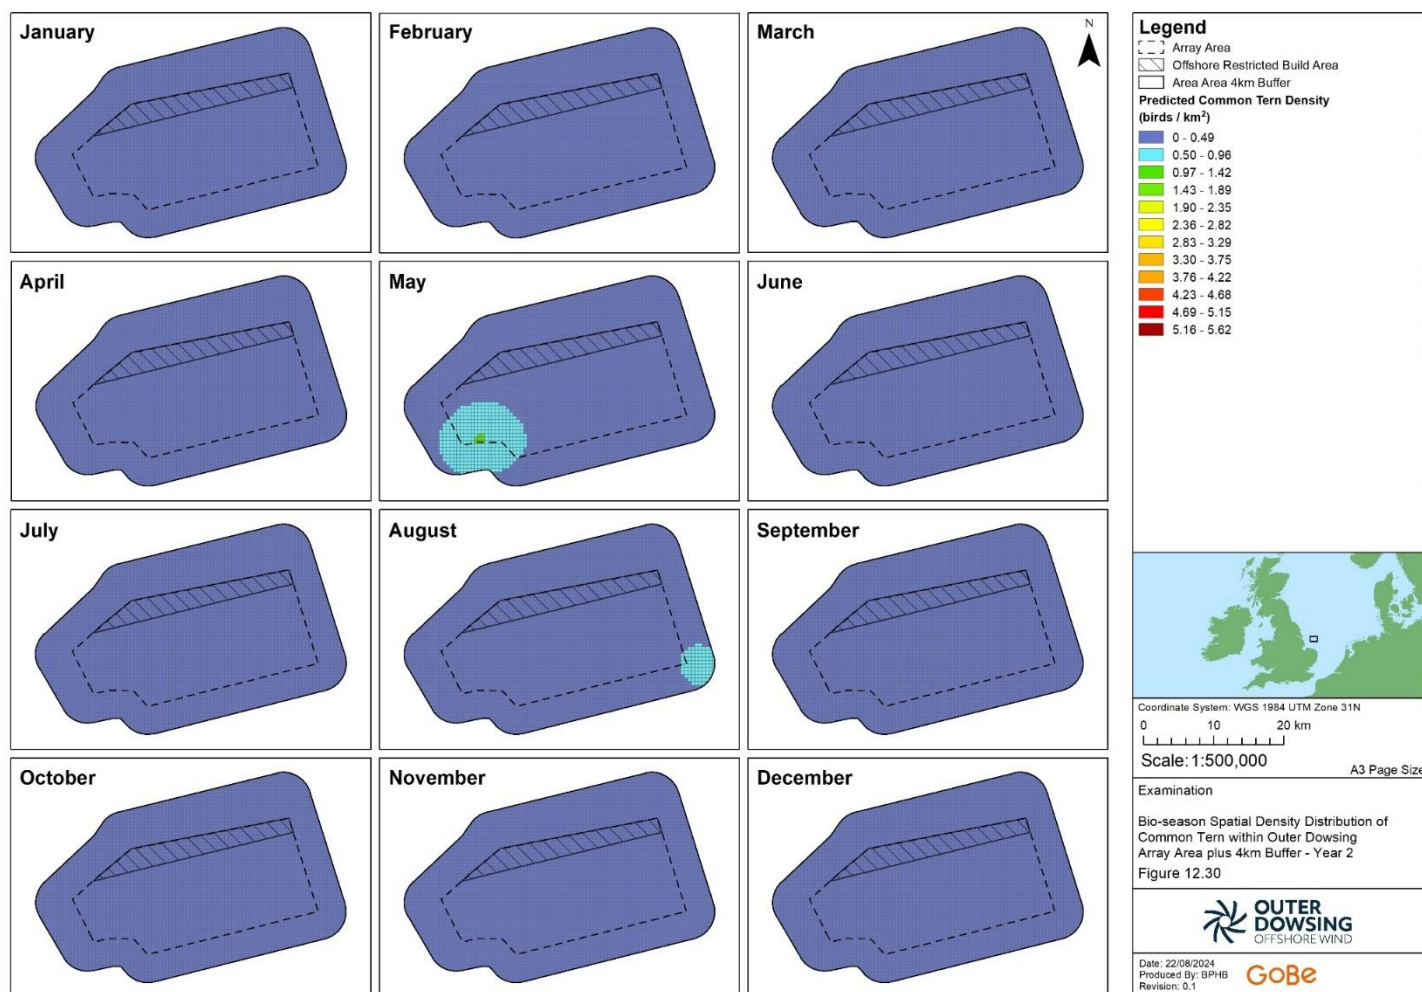 January
February
March
N
April
May
June
July
August
September
October
November
December
Legend
Array Area
Offshore Restricted Build Area
Area Area 4km Buffer
Predicted Common Tern Density
(birds / km²)
0 - 0.49
0.50 - 0.96
0.97 - 1.42
1.43 - 1.89
1.90 - 2.35
2.36 - 2.82
2.83 - 3.29
3.30 - 3.75
3.76 - 4.22
4.23 - 4.68
4.69 - 5.15
5.16 - 5.62
Coordinate System: WGS 1984 UTM Zone 31N
0 10 20 km
Scale: 1:500,000
A3 Page Size
Examination
Bio-season Spatial Density Distribution of
Common Tern within Outer Dowsing
Array Area plus 4km Buffer - Year 2
Figure 12.30
OUTER
DOWSING
OFFSHORE WIND
Date: 22/08/2024
Produced By: BPHB
Revision: 0.1
GoBe